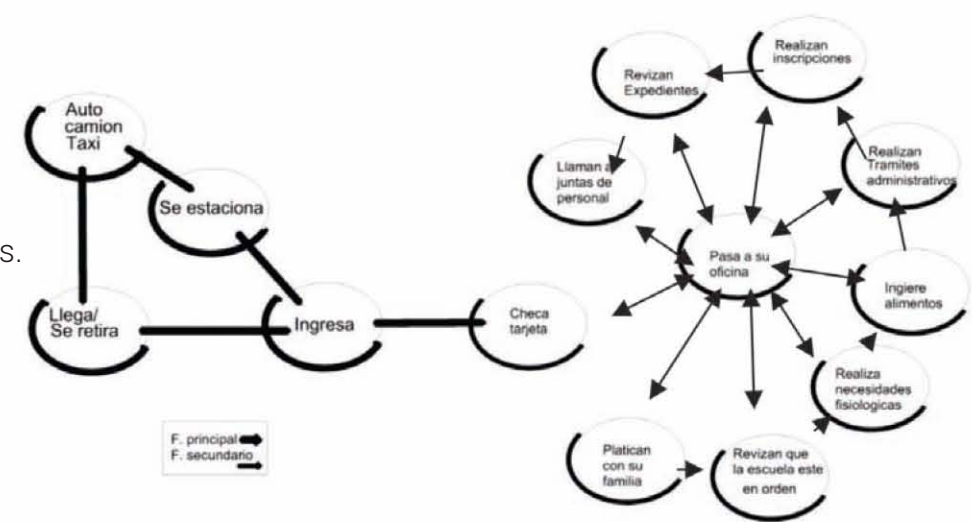 Auto
camion
Taxi
Se estaciona
s.
Llega/
Se retira
Ingresa
Checa
tarjeta
F. principal
F. secundario
Realizan
inscripciones
Revizan
Expedientes
Llaman a
juntas de
personal
Realizan
Tramites
administrativos
Pasa a su
oficina
Ingiere
alimentos
Realiza
necesidades
fisiologicas
Platican
con su
familia
Revizan que
la escuela este
en orden